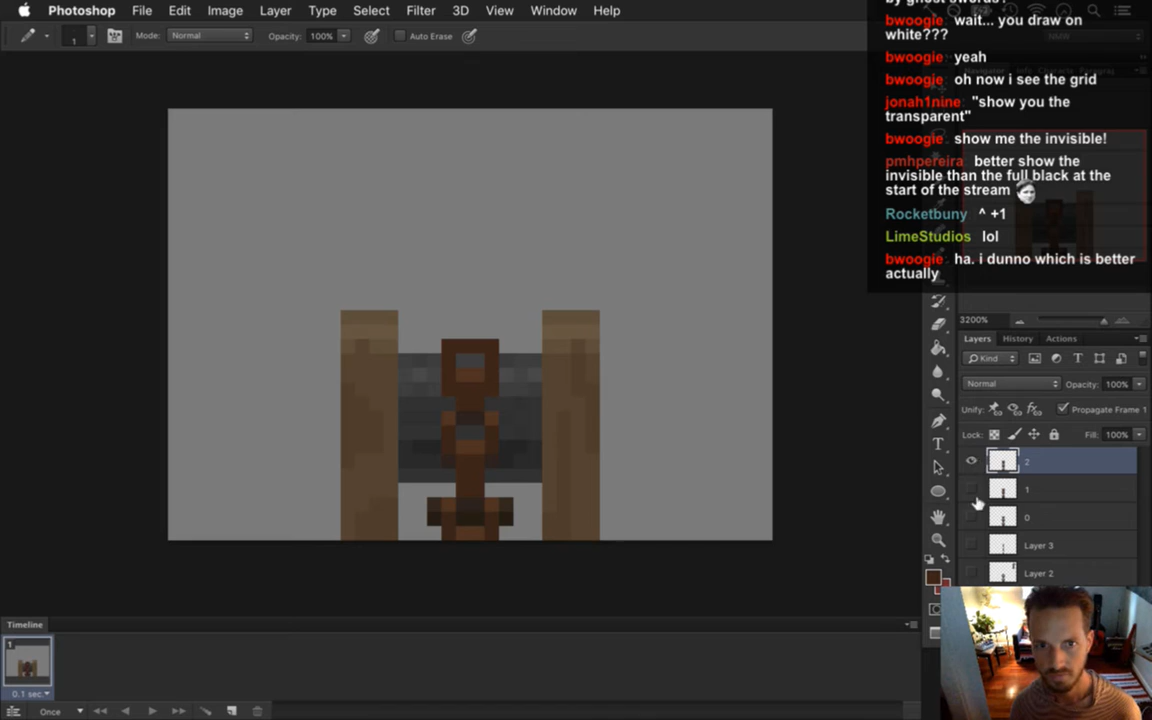 Photoshop File Edit Image Layer Type Select Filter 3D View Window Help
1 Mode: Normal Opacity: 100% Auto Erase
bwoogie: wait... you draw on
white???
bwoogie: yeah
bwoogie: oh now i see the grid
jonah1nine: "show you the
transparent"
bwoogie: show me the invisible!
pmhpereira: better show the
invisible than the full black at the
start of the stream
Rocketbuny: ^ +1
LimeStudios: lol
bwoogie: ha. i dunno which is better
actually
3200%
Layers History Actions
Kind
Normal Opacity: 100%
Unify: Propagate Frame 1
Lock: Fill: 100%
2
1
0
Layer 3
Layer 2
Timeline
1
0.1 sec.
Once